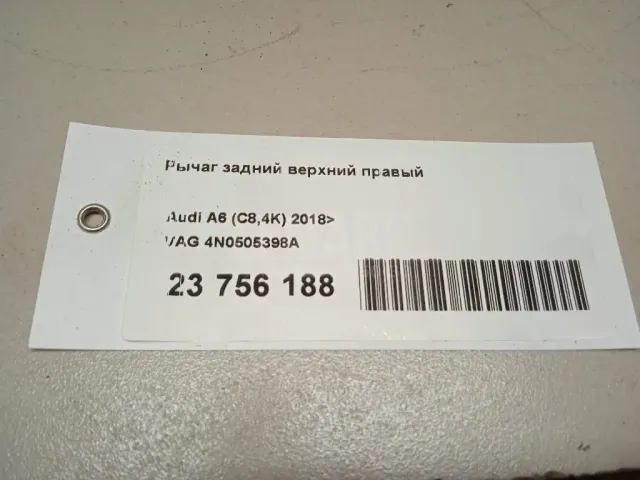 Рычаг задний верхний правый
Audi A6 (C8,4K) 2018>
VAG 4N0505398A
23 756 188